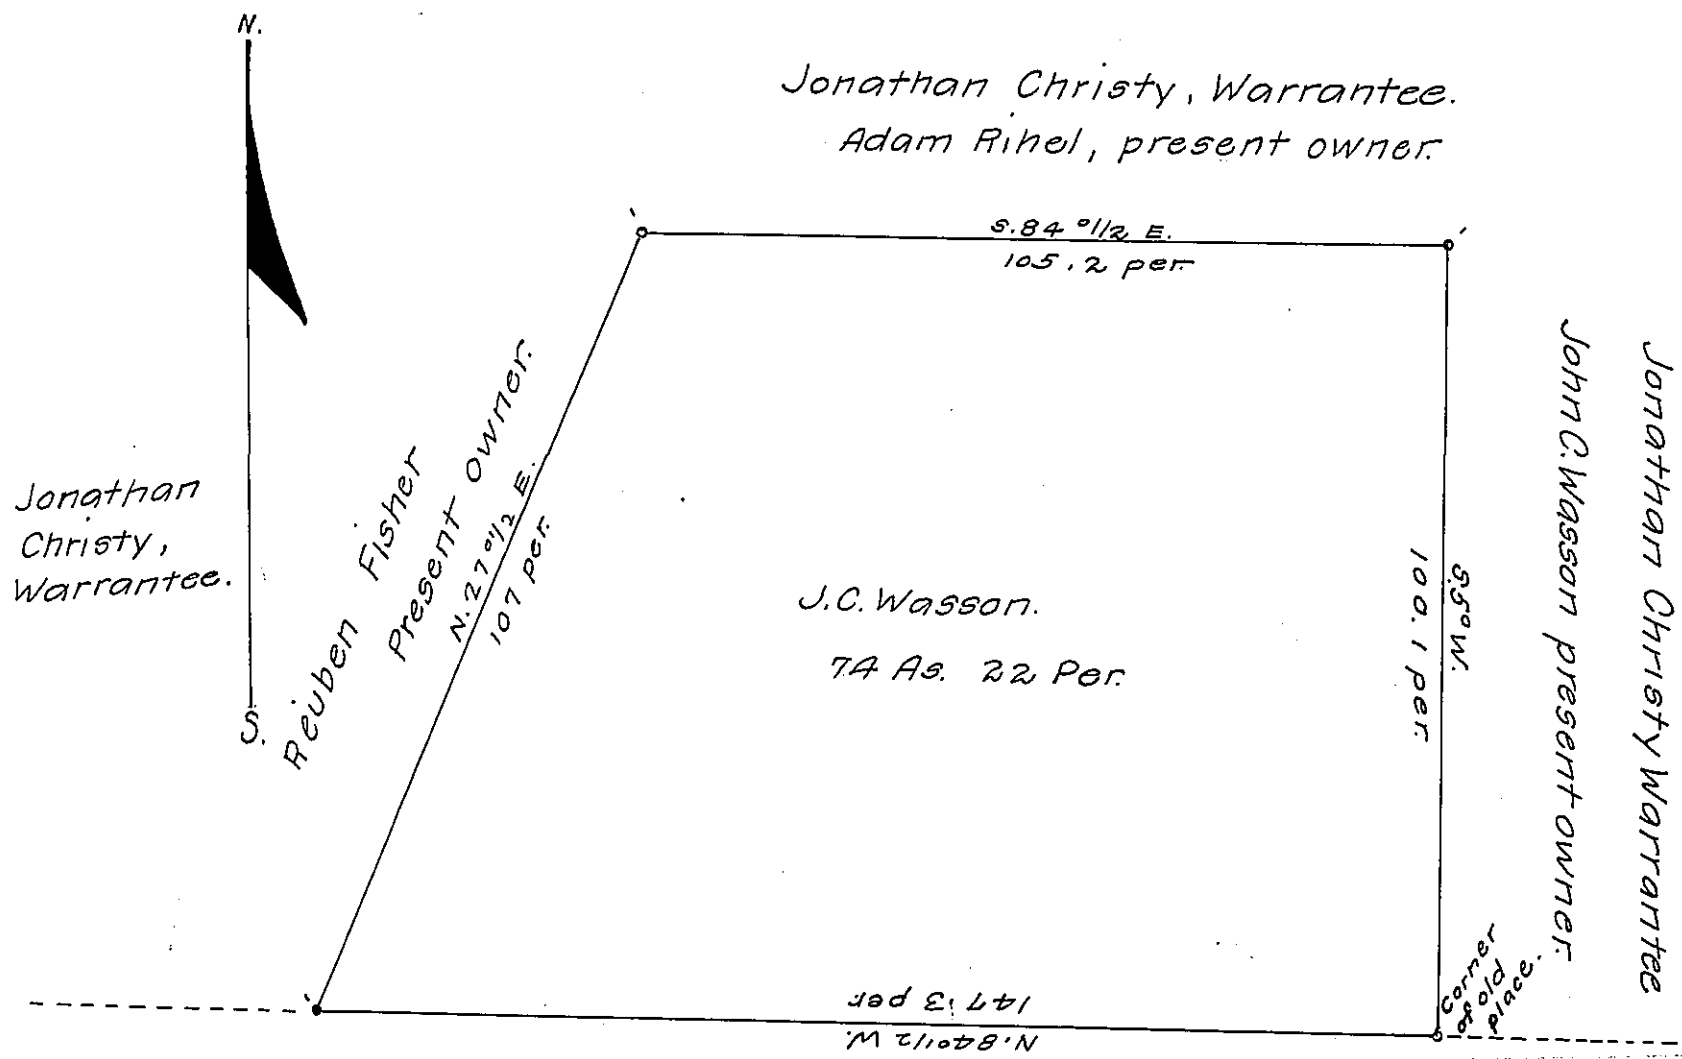 N.
Jonathan Christy, Warrantee.
Adam Rihel, present owner.
S. 84 °1/2 E.
105.2 per.
Jonathan
Christy,
Warrantee.
S.
Reuben Fisher
Present Owner.
N. 27 °1/2 E.
107 per.
J.C. Wasson.
74 As. 22 Per.
S5°W.
100.1 per.
John C. Wasson present owner.
Jonathan Christy Warrantee
corner
of old
place.
147.3 per
N.84°1/2 W.